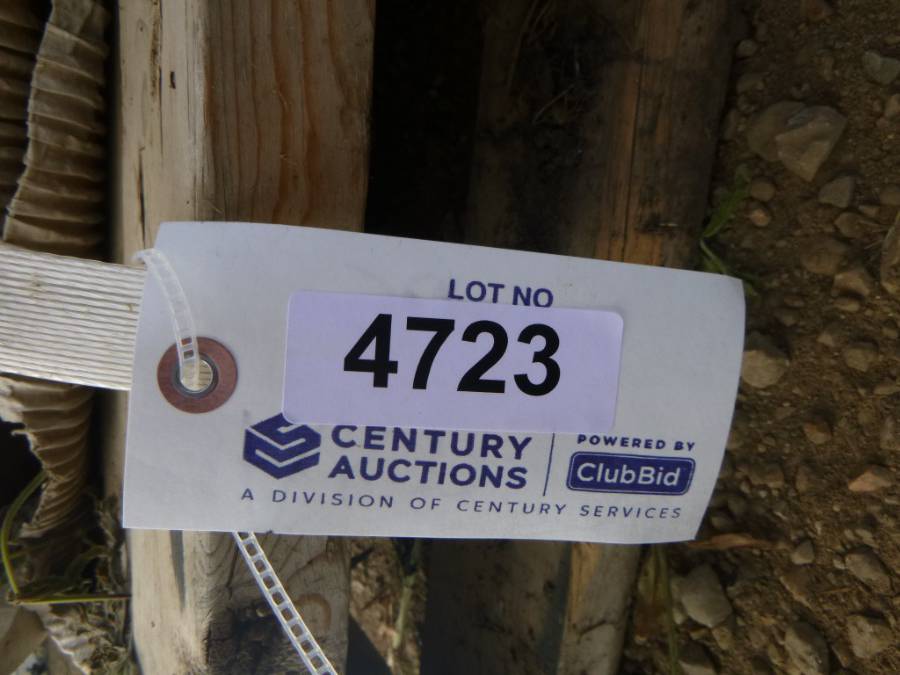 LOT NO
4723
CENTURY
AUCTIONS
POWERED BY
ClubBid
A DIVISION OF CENTURY SERVICES